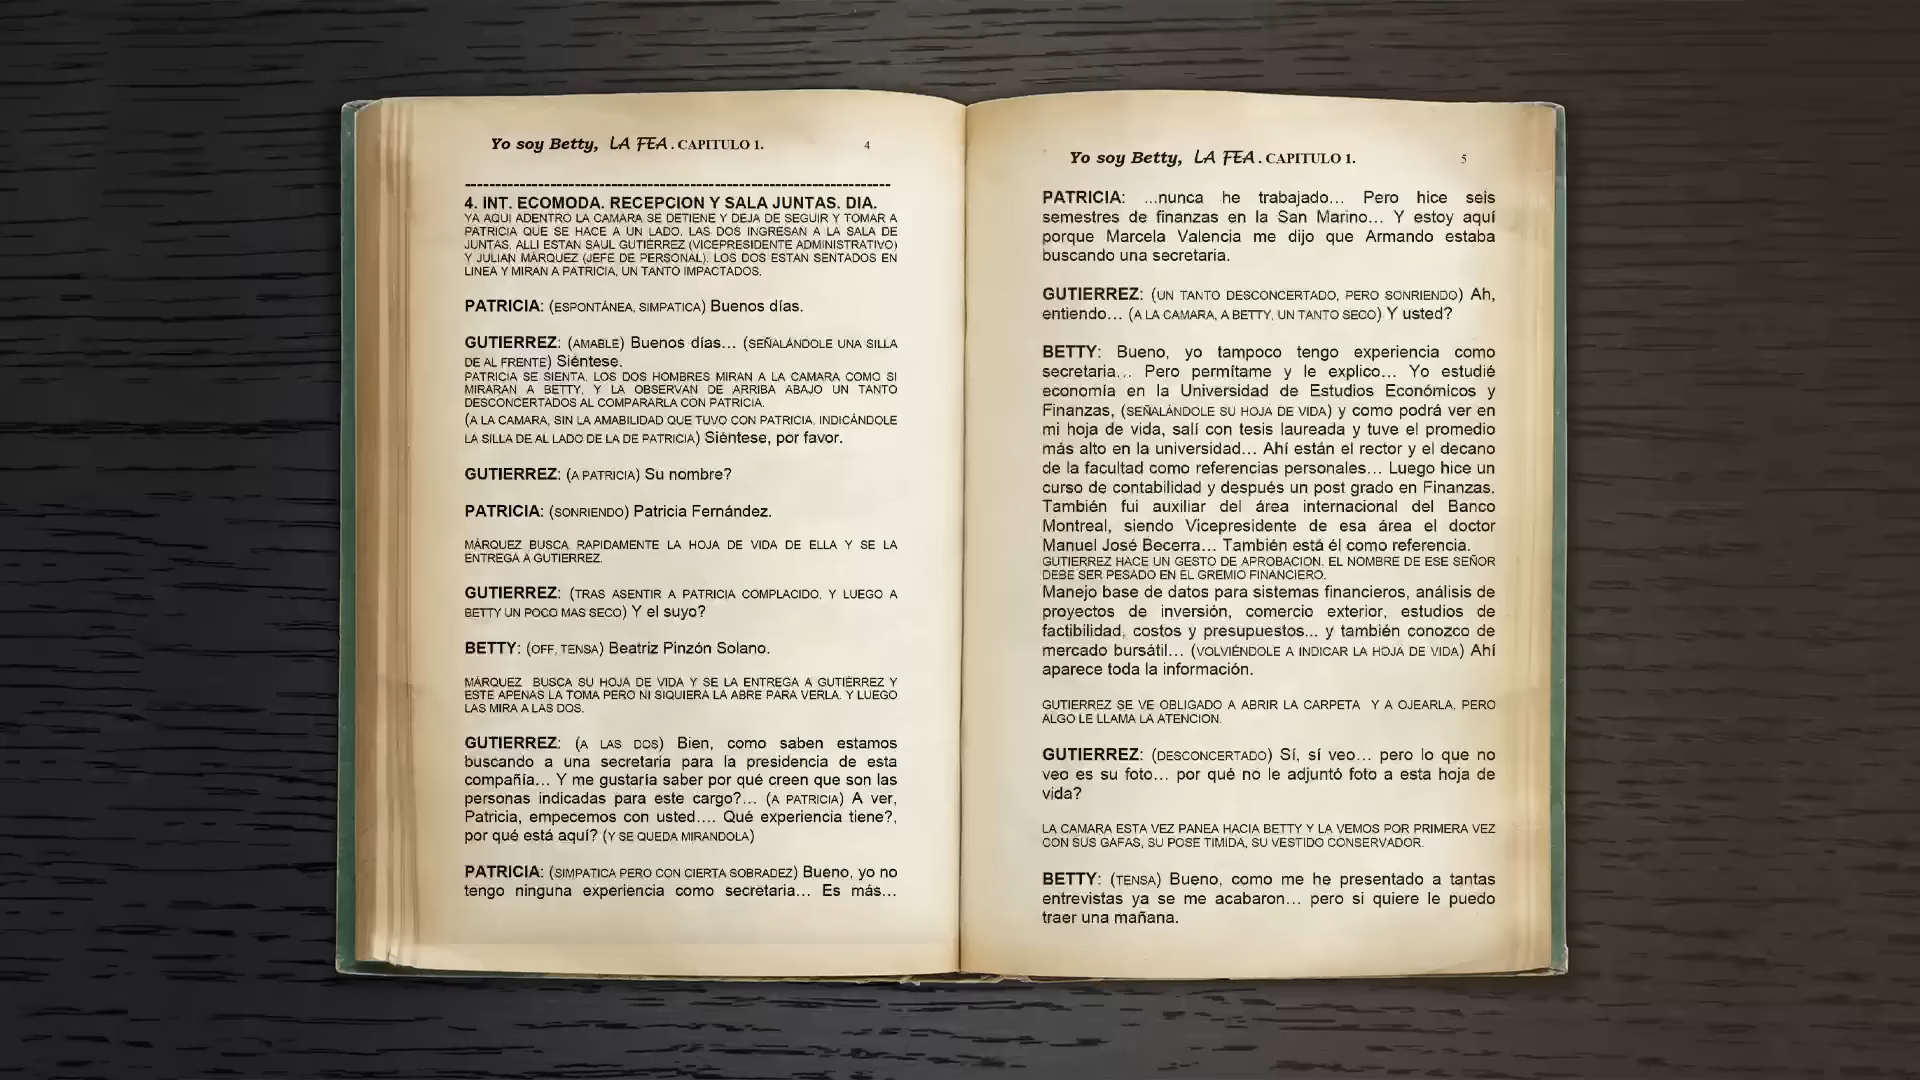 Yo soy Betty, LA FEA. CAPITULO 1. 4
4. INT. ECOMODA. RECEPCION Y SALA JUNTAS. DIA.
YA AQUI ADENTRO LA CAMARA SE DETIENE Y DEJA DE SEGUIR Y TOMAR A
PATRICIA QUE SE HACE A UN LADO. LAS DOS INGRESAN A LA SALA DE
JUNTAS. ALLI ESTAN SAUL GUTIÉRREZ (VICEPRESIDENTE ADMINISTRATIVO)
Y JULIAN MÁRQUEZ (JEFE DE PERSONAL). LOS DOS ESTAN SENTADOS EN
LINEA Y MIRAN A PATRICIA, UN TANTO IMPACTADOS.
PATRICIA: (ESPONTÁNEA, SIMPATICA) Buenos días.
GUTIERREZ: (AMABLE) Buenos días... (SEÑALÁNDOLE UNA SILLA
DE AL FRENTE) Siéntese.
PATRICIA SE SIENTA. LOS DOS HOMBRES MIRAN A LA CAMARA COMO SI
MIRARAN A BETTY, Y LA OBSERVAN DE ARRIBA ABAJO UN TANTO
DESCONCERTADOS AL COMPARARLA CON PATRICIA.
(A LA CAMARA, SIN LA AMABILIDAD QUE TUVO CON PATRICIA, INDICÁNDOLE
LA SILLA DE AL LADO DE LA DE PATRICIA) Siéntese, por favor.
GUTIERREZ: (A PATRICIA) Su nombre?
PATRICIA: (SONRIENDO) Patricia Fernández.
MÁRQUEZ BUSCA RAPIDAMENTE LA HOJA DE VIDA DE ELLA Y SE LA
ENTREGA A GUTIERREZ.
GUTIERREZ: (TRAS ASENTIR A PATRICIA COMPLACIDO, Y LUEGO A
BETTY UN POCO MAS SECO) Y el suyo?
BETTY: (OFF, TENSA) Beatriz Pinzón Solano.
MÁRQUEZ BUSCA SU HOJA DE VIDA Y SE LA ENTREGA A GUTIÉRREZ Y
ESTE APENAS LA TOMA PERO NI SIQUIERA LA ABRE PARA VERLA. Y LUEGO
LAS MIRA A LAS DOS.
GUTIERREZ: (A LAS DOS) Bien, como saben estamos
buscando a una secretaria para la presidencia de esta
compañía... Y me gustaría saber por qué creen que son las
personas indicadas para este cargo?... (A PATRICIA) A ver,
Patricia, empecemos con usted.... Qué experiencia tiene?,
por qué está aquí? (Y SE QUEDA MIRANDOLA)
PATRICIA: (SIMPATICA PERO CON CIERTA SOBRADEZ) Bueno, yo no
tengo ninguna experiencia como secretaria... Es más...
Yo soy Betty, LA FEA. CAPITULO 1. 5
PATRICIA: ...nunca he trabajado... Pero hice seis
semestres de finanzas en la San Marino... Y estoy aquí
porque Marcela Valencia me dijo que Armando estaba
buscando una secretaria.
GUTIERREZ: (UN TANTO DESCONCERTADO, PERO SONRIENDO) Ah,
entiendo... (A LA CAMARA, A BETTY, UN TANTO SECO) Y usted?
BETTY: Bueno, yo tampoco tengo experiencia como
secretaria... Pero permítame y le explico... Yo estudié
economía en la Universidad de Estudios Económicos y
Finanzas, (SEÑALÁNDOLE SU HOJA DE VIDA) y como podrá ver en
mi hoja de vida, salí con tesis laureada y tuve el promedio
más alto en la universidad... Ahí están el rector y el decano
de la facultad como referencias personales... Luego hice un
curso de contabilidad y después un post grado en Finanzas.
También fui auxiliar del área internacional del Banco
Montreal, siendo Vicepresidente de esa área el doctor
Manuel José Becerra... También está él como referencia.
GUTIERREZ HACE UN GESTO DE APROBACION. EL NOMBRE DE ESE SEÑOR
DEBE SER PESADO EN EL GREMIO FINANCIERO.
Manejo base de datos para sistemas financieros, análisis de
proyectos de inversión, comercio exterior, estudios de
factibilidad, costos y presupuestos... y también conozco de
mercado bursátil... (VOLVIÉNDOLE A INDICAR LA HOJA DE VIDA) Ahí
aparece toda la información.
GUTIERREZ SE VE OBLIGADO A ABRIR LA CARPETA Y A OJEARLA. PERO
ALGO LE LLAMA LA ATENCION.
GUTIERREZ: (DESCONCERTADO) Sí, sí veo... pero lo que no
veo es su foto... por qué no le adjuntó foto a esta hoja de
vida?
LA CAMARA ESTA VEZ PANEA HACIA BETTY Y LA VEMOS POR PRIMERA VEZ
CON SUS GAFAS, SU POSE TIMIDA, SU VESTIDO CONSERVADOR.
BETTY: (TENSA) Bueno, como me he presentado a tantas
entrevistas ya se me acabaron... pero si quiere le puedo
traer una mañana.